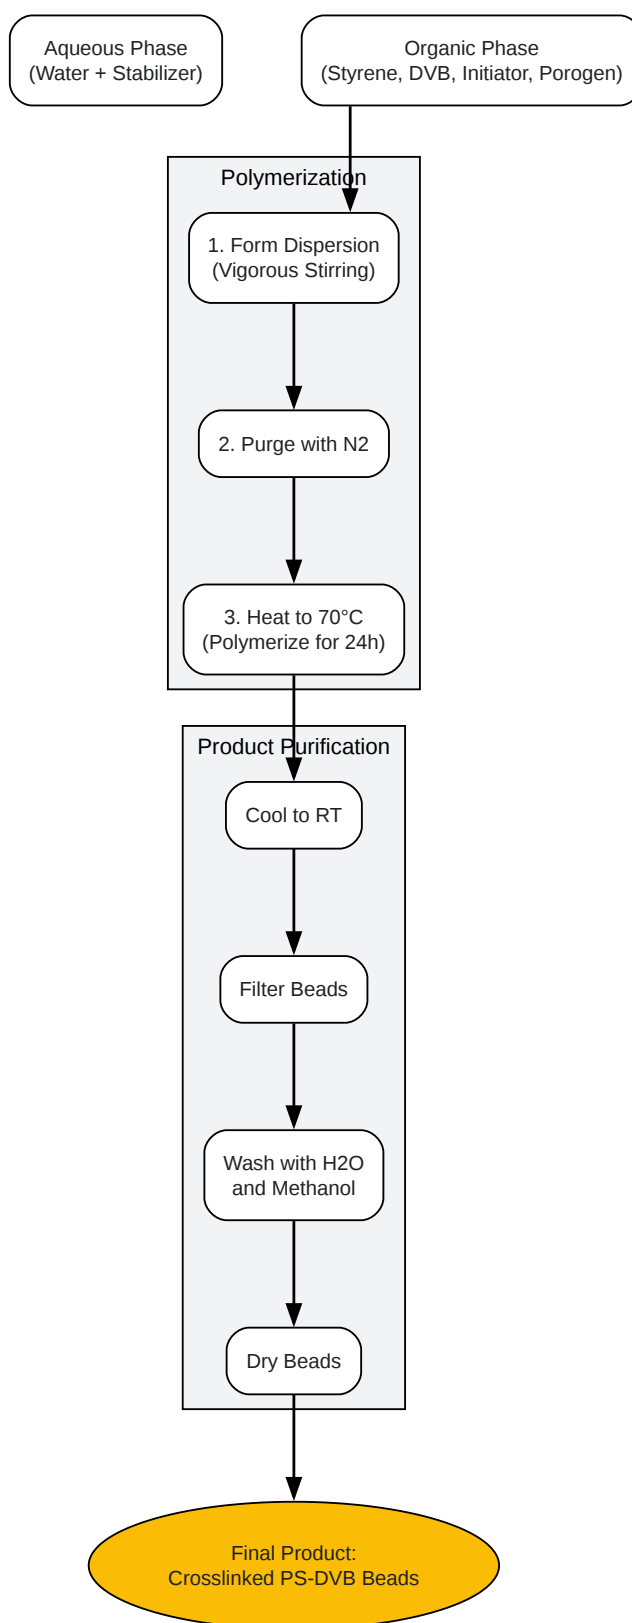 Aqueous Phase
(Water + Stabilizer)
Organic Phase
(Styrene, DVB, Initiator, Porogen)
Polymerization
1. Form Dispersion
(Vigorous Stirring)
2. Purge with N2
3. Heat to 70°C
(Polymerize for 24h)
Product Purification
Cool to RT
Filter Beads
Wash with H2O
and Methanol
Dry Beads
Final Product:
Crosslinked PS-DVB Beads